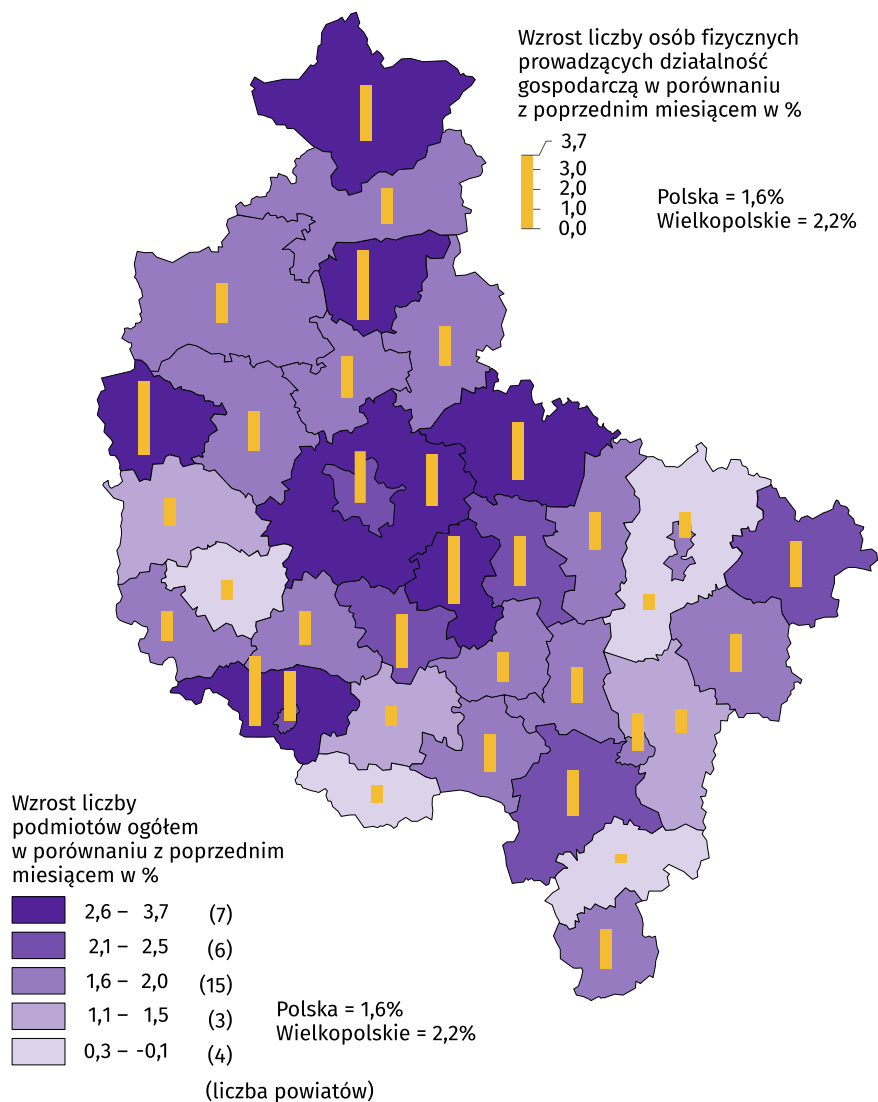 Wzrost liczby osób fizycznych
prowadzących działalność
gospodarczą w porównaniu
z poprzednim miesiącem w %
3,7
3,0
2,0
1,0
0,0
Polska = 1,6%
Wielkopolskie = 2,2%
Wzrost liczby
podmiotów ogółem
w porównaniu z poprzednim
miesiącem w %
2,6 – 3,7 (7)
2,1 – 2,5 (6)
1,6 – 2,0 (15)
1,1 – 1,5 (3)
0,3 – -0,1 (4)
Polska = 1,6%
Wielkopolskie = 2,2%
(liczba powiatów)